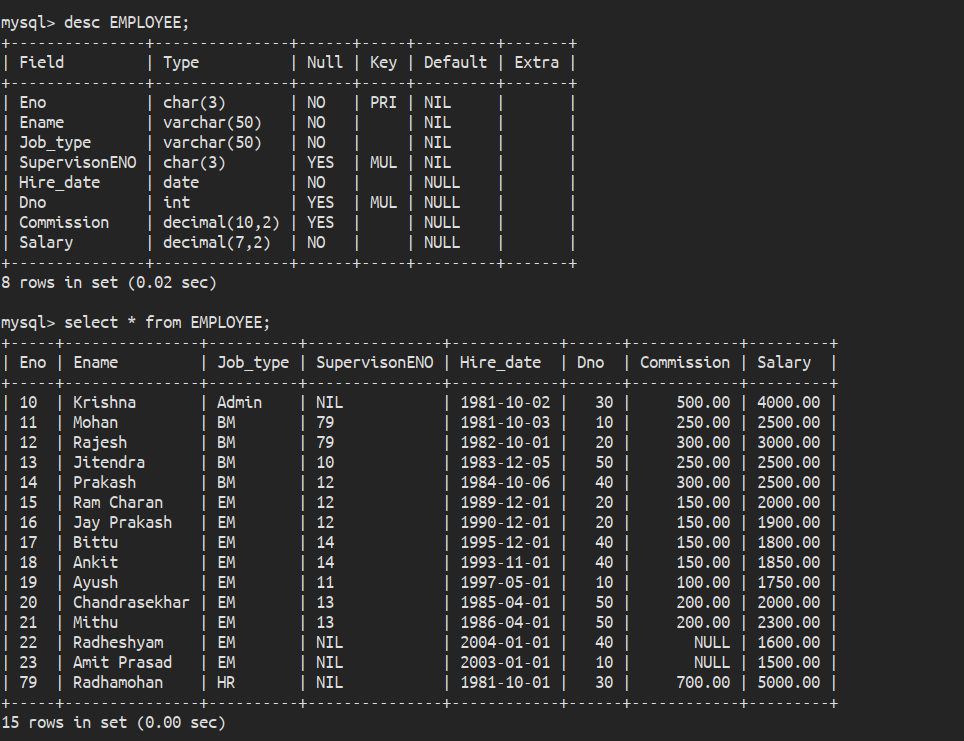 mysql> desc EMPLOYEE;
+---------------+---------------+------+-----+---------+-------+
| Field         | Type          | Null | Key | Default | Extra |
+---------------+---------------+------+-----+---------+-------+
| Eno           | char(3)       | NO   | PRI | NIL     |       |
| Ename         | varchar(50)   | NO   |     | NIL     |       |
| Job_type      | varchar(50)   | NO   |     | NIL     |       |
| SupervisonENO | char(3)       | YES  | MUL | NIL     |       |
| Hire_date     | date          | NO   |     | NULL    |       |
| Dno           | int           | YES  | MUL | NULL    |       |
| Commission    | decimal(10,2) | YES  |     | NULL    |       |
| Salary        | decimal(7,2)  | NO   |     | NULL    |       |
+---------------+---------------+------+-----+---------+-------+
8 rows in set (0.02 sec)

mysql> select * from EMPLOYEE;
+-----+---------------+----------+---------------+------------+------+------------+---------+
| Eno | Ename         | Job_type | SupervisonENO | Hire_date  | Dno  | Commission | Salary  |
+-----+---------------+----------+---------------+------------+------+------------+---------+
| 10  | Krishna       | Admin    | NIL           | 1981-10-02 |   30 |     500.00 | 4000.00 |
| 11  | Mohan         | BM       | 79            | 1981-10-03 |   10 |     250.00 | 2500.00 |
| 12  | Rajesh        | BM       | 79            | 1982-10-01 |   20 |     300.00 | 3000.00 |
| 13  | Jitendra      | BM       | 10            | 1983-12-05 |   50 |     250.00 | 2500.00 |
| 14  | Prakash       | BM       | 12            | 1984-10-06 |   40 |     300.00 | 2500.00 |
| 15  | Ram Charan    | EM       | 12            | 1989-12-01 |   20 |     150.00 | 2000.00 |
| 16  | Jay Prakash   | EM       | 12            | 1990-12-01 |   20 |     150.00 | 1900.00 |
| 17  | Bittu         | EM       | 14            | 1995-12-01 |   40 |     150.00 | 1800.00 |
| 18  | Ankit         | EM       | 14            | 1993-11-01 |   40 |     150.00 | 1850.00 |
| 19  | Ayush         | EM       | 11            | 1997-05-01 |   10 |     100.00 | 1750.00 |
| 20  | Chandrasekhar | EM       | 13            | 1985-04-01 |   50 |     200.00 | 2000.00 |
| 21  | Mithu         | EM       | 13            | 1986-04-01 |   50 |     200.00 | 2300.00 |
| 22  | Radheshyam    | EM       | NIL           | 2004-01-01 |   40 |       NULL | 1600.00 |
| 23  | Amit Prasad   | EM       | NIL           | 2003-01-01 |   10 |       NULL | 1500.00 |
| 79  | Radhamohan    | HR       | NIL           | 1981-10-01 |   30 |     700.00 | 5000.00 |
+-----+---------------+----------+---------------+------------+------+------------+---------+
15 rows in set (0.00 sec)